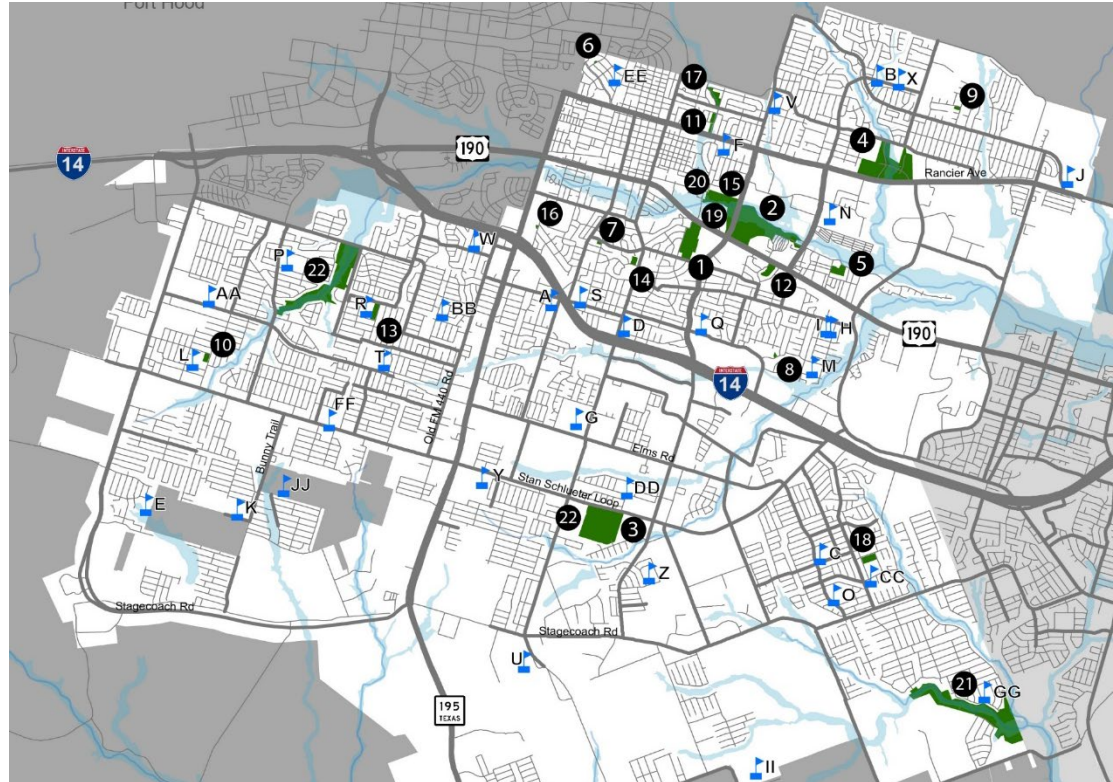 Fort Hood
6
EE
17
B
X
9
V
11
F
4
190
INTERSTATE
14
J
Rancier Ave
20
15
2
N
16
7
19
W
P
22
1
5
14
12
AA
R
13
BB
A
S
D
Q
I
H
190
10
L
T
8
M
INTERSTATE
14
FF
Old FM 440 Rd
G
Bunny Trail
Elms Rd
Y
Stan Schlueter Loop
DD
JJ
E
K
22
3
18
C
Z
CC
O
Stagecoach Rd
Stagecoach Rd
U
21
GG
195
TEXAS
II